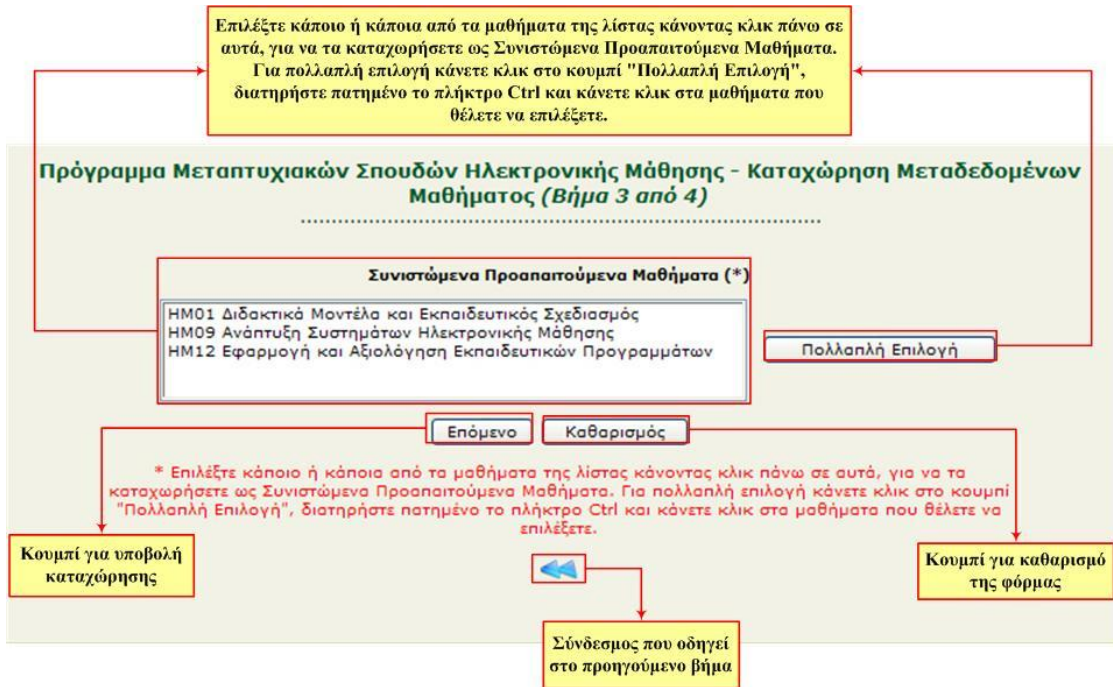 Επιλέξτε κάποιο ή κάποια από τα μαθήματα της λίστας κάνοντας κλικ πάνω σε
αυτά, για να τα καταχωρήσετε ως Συνιστώμενα Προαπαιτούμενα Μαθήματα.
Για πολλαπλή επιλογή κάνετε κλικ στο κουμπί "Πολλαπλή Επιλογή",
διατηρήστε πατημένο το πλήκτρο Ctrl και κάνετε κλικ στα μαθήματα που
θέλετε να επιλέξετε.
Πρόγραμμα Μεταπτυχιακών Σπουδών Ηλεκτρονικής Μάθησης - Καταχώρηση Μεταδεδομένων
Μαθήματος (Βήμα 3 από 4)
Συνιστώμενα Προαπαιτούμενα Μαθήματα (*)
ΗΜ01 Διδακτικά Μοντέλα και Εκπαιδευτικός Σχεδιασμός
ΗΜ09 Ανάπτυξη Συστημάτων Ηλεκτρονικής Μάθησης
ΗΜ12 Εφαρμογή και Αξιολόγηση Εκπαιδευτικών Προγραμμάτων
Πολλαπλή Επιλογή
Επόμενο Καθαρισμός
* Επιλέξτε κάποιο ή κάποια από τα μαθήματα της λίστας κάνοντας κλικ πάνω σε αυτά, για να τα
καταχωρήσετε ως Συνιστώμενα Προαπαιτούμενα Μαθήματα. Για πολλαπλή επιλογή κάνετε κλικ στο κουμπί
"Πολλαπλή Επιλογή", διατηρήστε πατημένο το πλήκτρο Ctrl και κάνετε κλικ στα μαθήματα που θέλετε να
επιλέξετε.
Κουμπί για υποβολή
καταχώρησης
Κουμπί για καθαρισμό
της φόρμας
Σύνδεσμος που οδηγεί
στο προηγούμενο βήμα